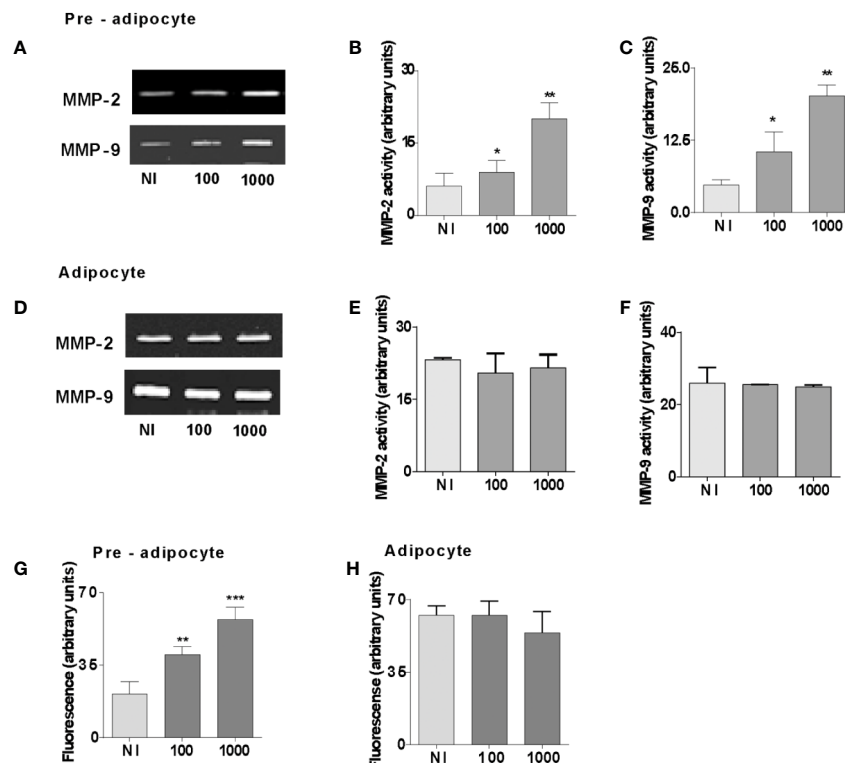 Pre - adipocyte
A
MMP-2
MMP-9
NI 100 1000
B
MMP-2 activity (arbitrary units)
30
15
0
*
**
NI 100 1000
C
MMP-9 activity (arbitrary units)
25.0
12.5
0.0
*
**
NI 100 1000
Adipocyte
D
MMP-2
MMP-9
NI 100 1000
E
MMP-2 activity (arbitrary units)
30
15
0
NI 100 1000
F
MMP-9 activity (arbitrary units)
40
20
0
NI 100 1000
G
Pre - adipocyte
Fluorescence (arbitrary units)
70
35
0
**
***
NI 100 1000
H
Adipocyte
Fluorescense (arbitrary units)
70
35
0
NI 100 1000